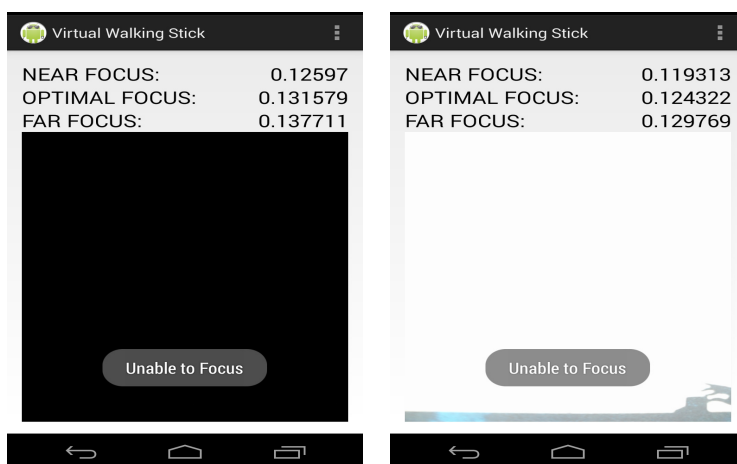 Virtual Walking Stick
NEAR FOCUS: 0.12597
OPTIMAL FOCUS: 0.131579
FAR FOCUS: 0.137711
Unable to Focus
Virtual Walking Stick
NEAR FOCUS: 0.119313
OPTIMAL FOCUS: 0.124322
FAR FOCUS: 0.129769
Unable to Focus